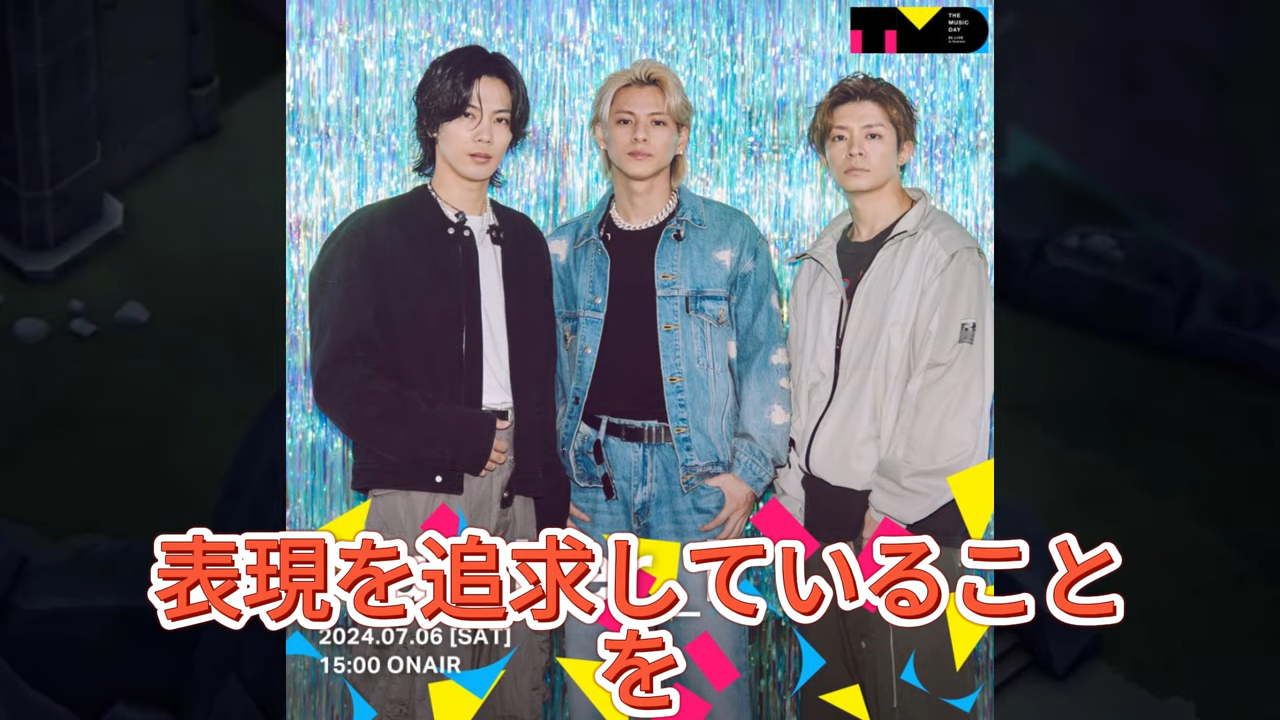 THE
MUSIC
DAY
表現を追求していること
を
2024.07.06 [SAT]
15:00 ONAIR